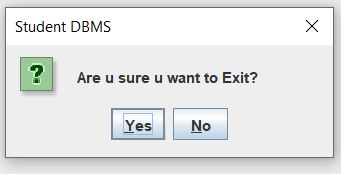 Student DBMS
?
Are u sure u want to Exit?
Yes No